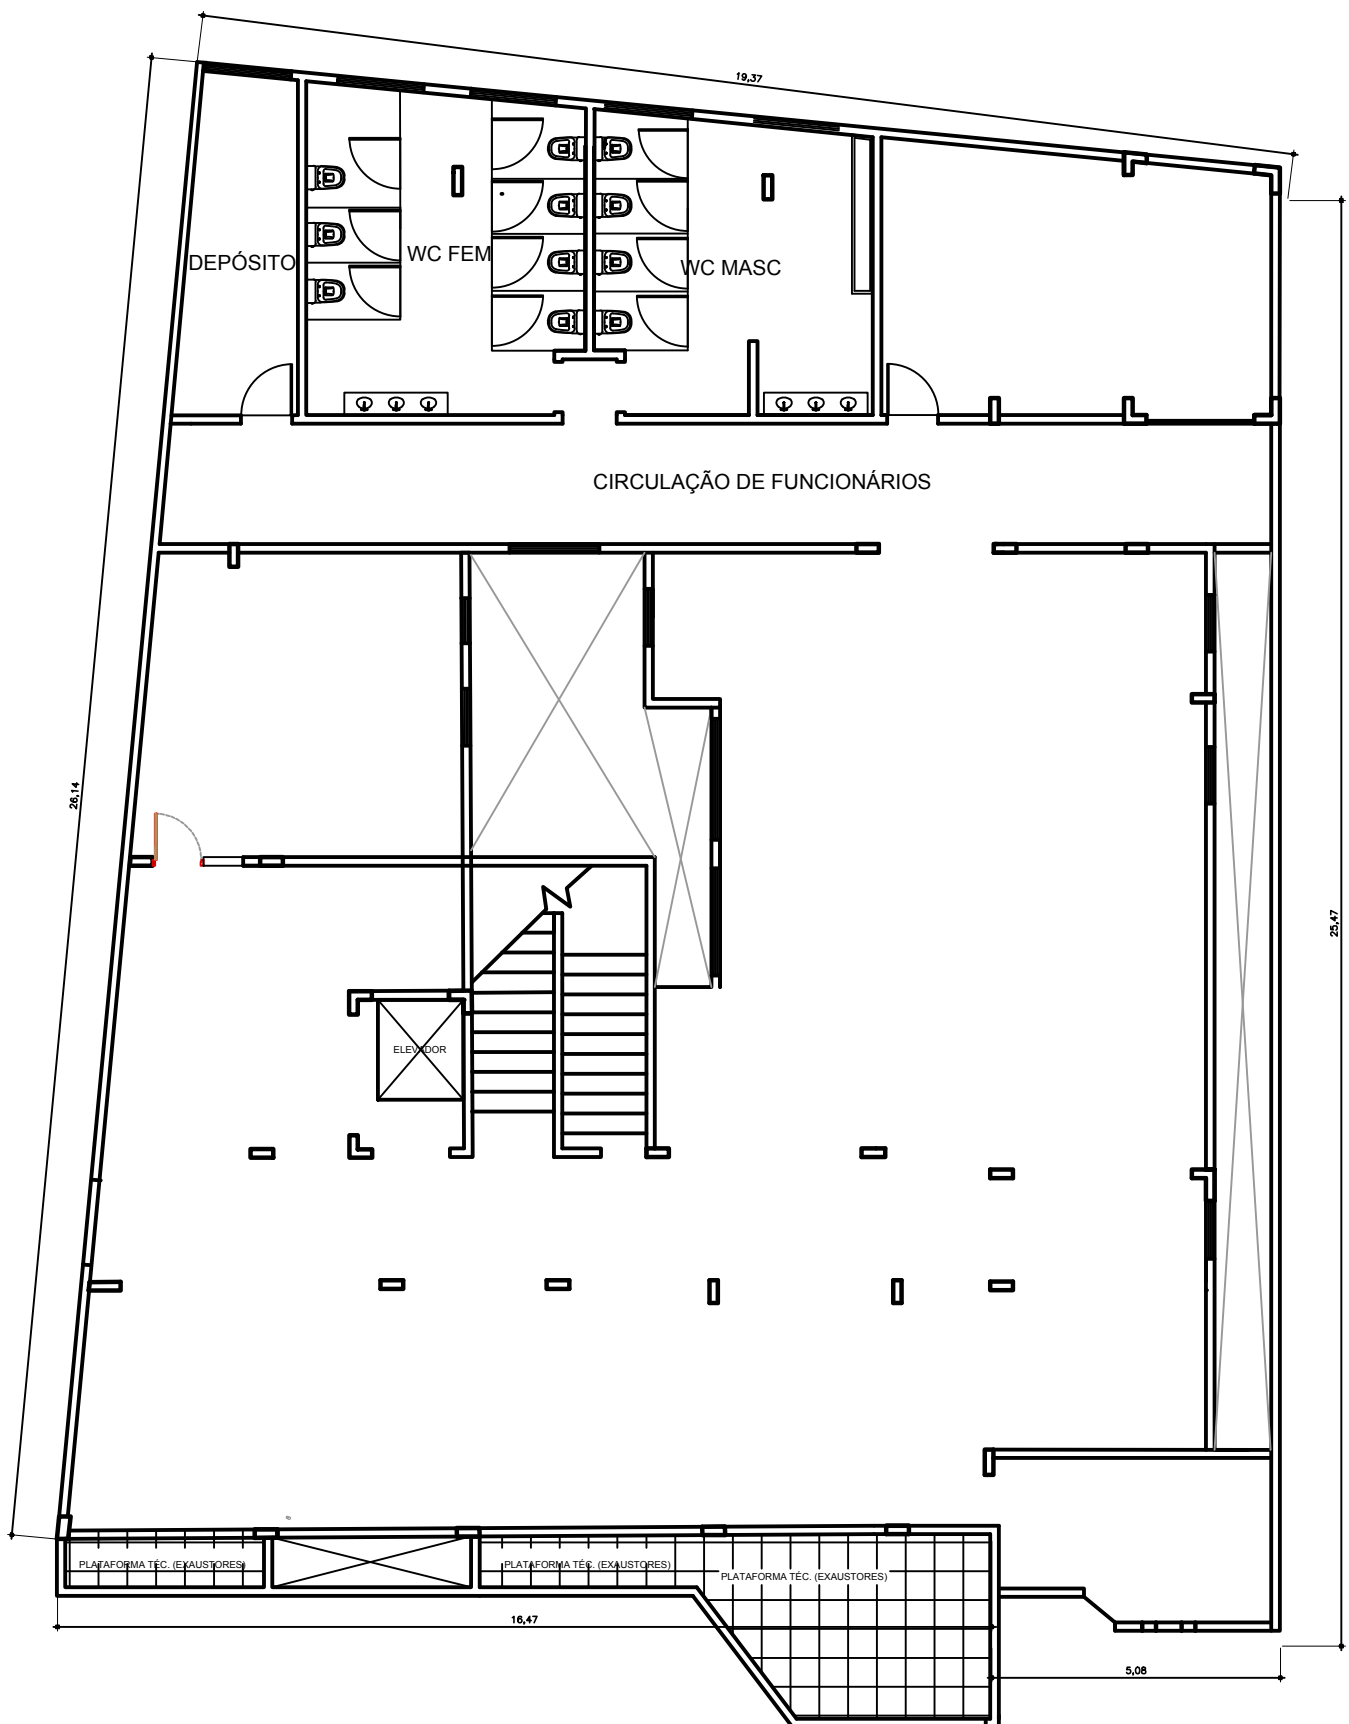 19,37
DEPÓSITO
WC FEM
WC MASC
CIRCULAÇÃO DE FUNCIONÁRIOS
26,14
25,47
ELEVADOR
PLATAFORMA TÉC. (EXAUSTORES)
PLATAFORMA TÉC. (EXAUSTORES)
PLATAFORMA TÉC. (EXAUSTORES)
16,47
5,08